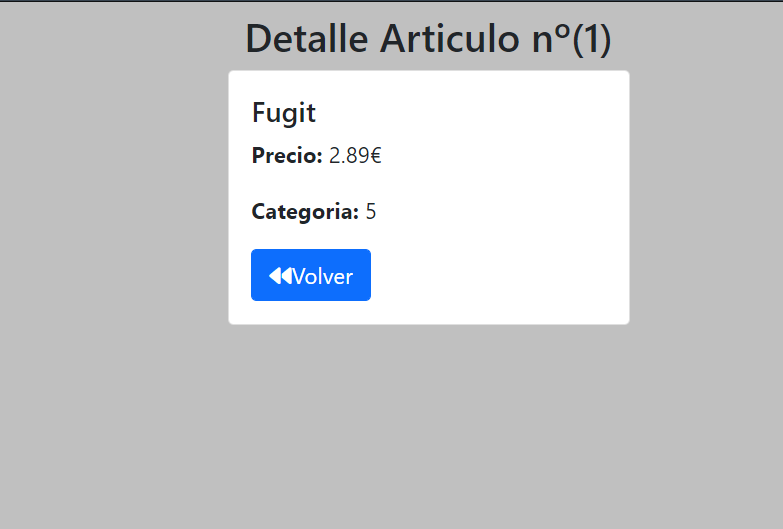 Detalle Articulo nº(1)
Fugit
Precio: 2.89€
Categoria: 5
Volver